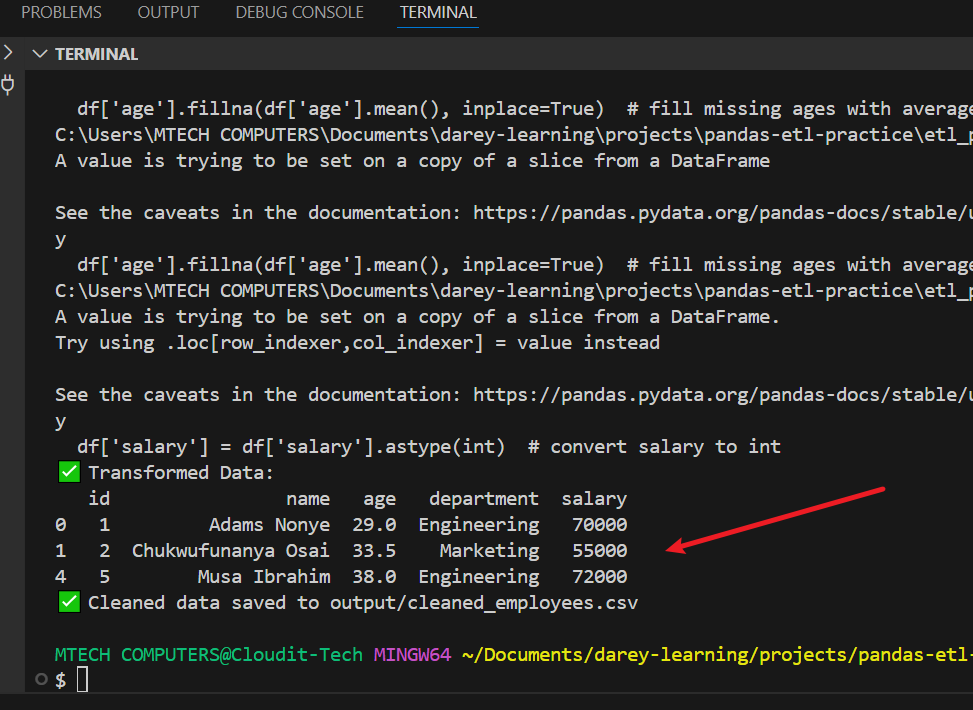 PROBLEMS OUTPUT DEBUG CONSOLE TERMINAL
TERMINAL
df['age'].fillna(df['age'].mean(), inplace=True)  # fill missing ages with average
C:\Users\MTECH COMPUTERS\Documents\darey-learning\projects\pandas-etl-practice\etl_p
A value is trying to be set on a copy of a slice from a DataFrame
See the caveats in the documentation: https://pandas.pydata.org/pandas-docs/stable/u
y
df['age'].fillna(df['age'].mean(), inplace=True)  # fill missing ages with average
C:\Users\MTECH COMPUTERS\Documents\darey-learning\projects\pandas-etl-practice\etl_p
A value is trying to be set on a copy of a slice from a DataFrame.
Try using .loc[row_indexer,col_indexer] = value instead
See the caveats in the documentation: https://pandas.pydata.org/pandas-docs/stable/u
y
df['salary'] = df['salary'].astype(int)  # convert salary to int
✅ Transformed Data:
id name age department salary
0 1 Adams Nonye 29.0 Engineering 70000
1 2 Chukwufunanya Osai 33.5 Marketing 55000
4 5 Musa Ibrahim 38.0 Engineering 72000
✅ Cleaned data saved to output/cleaned_employees.csv
MTECH COMPUTERS@Cloudit-Tech MINGW64 ~/Documents/darey-learning/projects/pandas-etl-
$